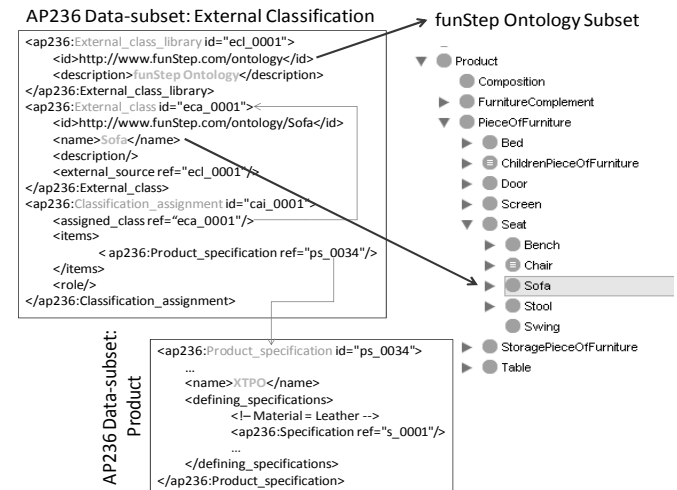 AP236 Data-subset: External Classification
<ap236:External_class_library id="ecl_0001">
<id>http://www.funStep.com/ontology</id>
<description>funStep Ontology</description>
</ap236:External_class_library>
<ap236:External_class id="eca_0001">
<id>http://www.funStep.com/ontology/Sofa</id>
<name>Sofa</name>
<description/>
<external_source ref="ecl_0001"/>
</ap236:External_class>
<ap236:Classification_assignment id="cai_0001">
<assigned_class ref="eca_0001"/>
<items>
< ap236:Product_specification ref="ps_0034"/>
</items>
<role/>
</ap236:Classification_assignment>
funStep Ontology Subset
Product
Composition
FurnitureComplement
PieceOfFurniture
Bed
ChildrenPieceOfFurniture
Door
Screen
Seat
Bench
Chair
Sofa
Stool
Swing
StoragePieceOfFurniture
Table
AP236 Data-subset:
Product
<ap236:Product_specification id="ps_0034">
...
<name>XTPO</name>
<defining_specifications>
<!– Material = Leather -->
<ap236:Specification ref="s_0001"/>
...
</defining_specifications>
</ap236:Product_specification>